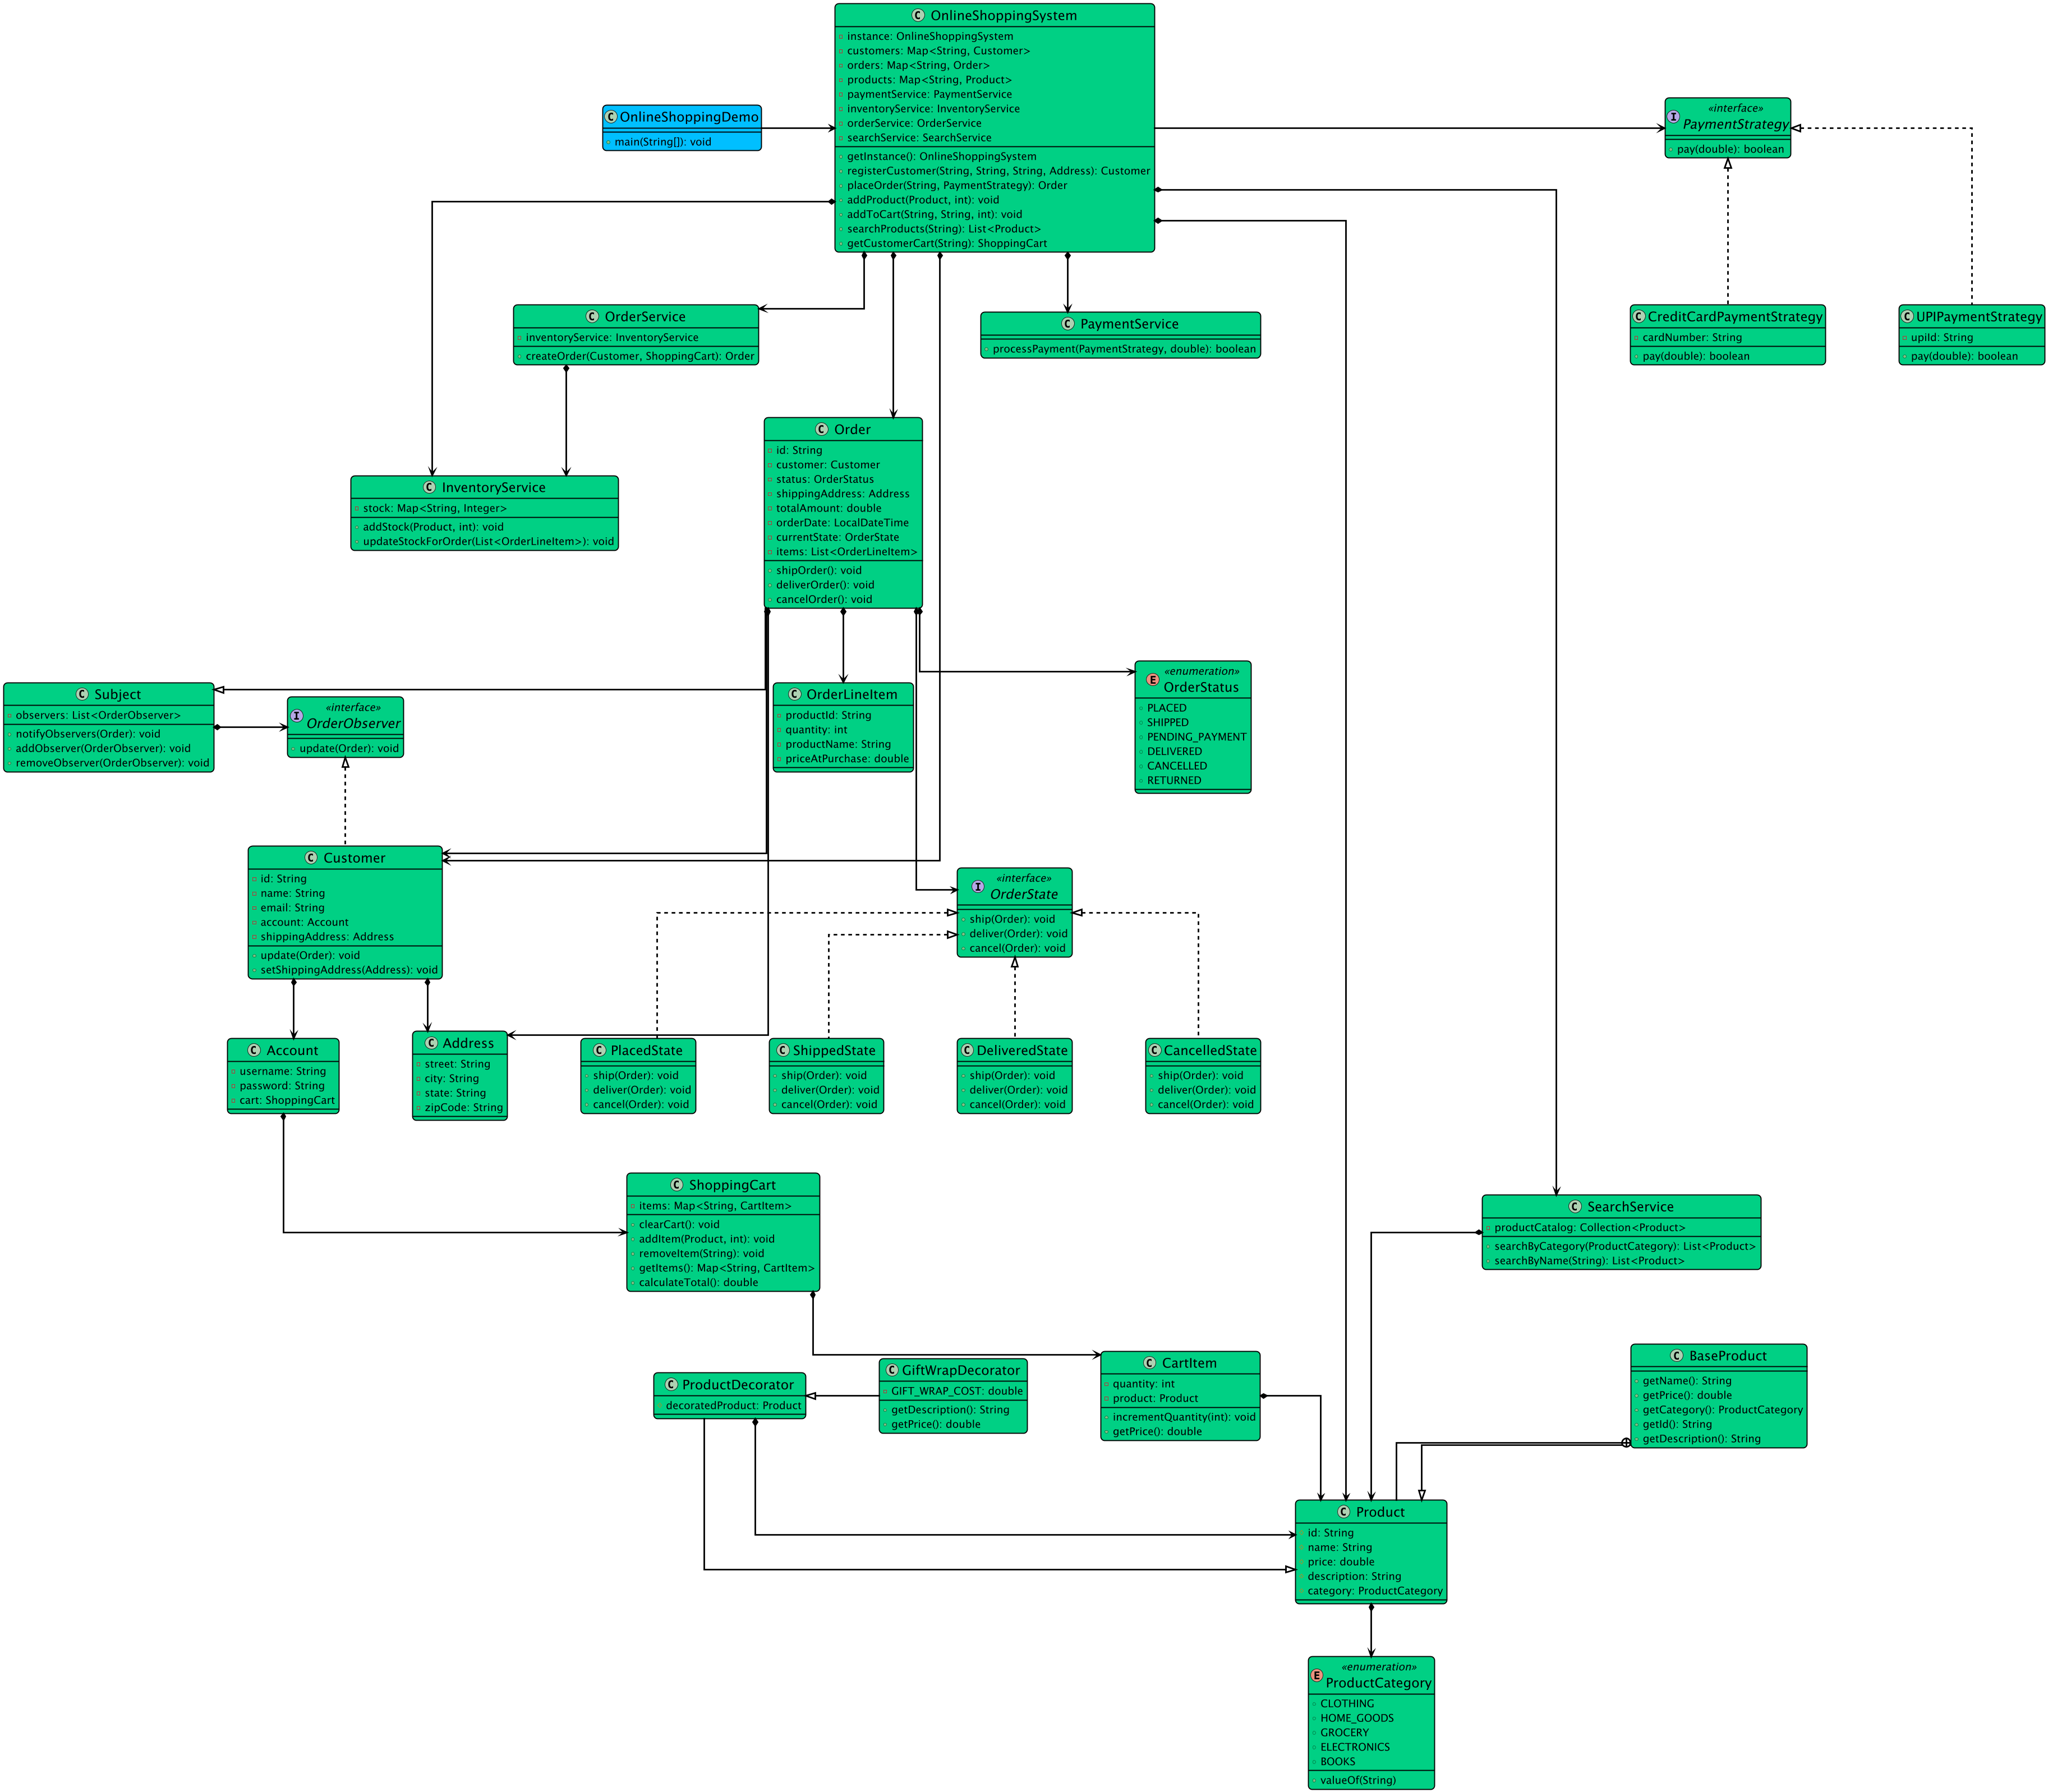 OnlineShoppingSystem
instance: OnlineShoppingSystem
customers: Map<String, Customer>
orders: Map<String, Order>
products: Map<String, Product>
paymentService: PaymentService
inventoryService: InventoryService
orderService: OrderService
searchService: SearchService
getInstance(): OnlineShoppingSystem
registerCustomer(String, String, String, Address): Customer
placeOrder(String, PaymentStrategy): Order
addProduct(Product, int): void
addToCart(String, String, int): void
searchProducts(String): List<Product>
getCustomerCart(String): ShoppingCart
OnlineShoppingDemo
main(String[]): void
«interface»
PaymentStrategy
pay(double): boolean
OrderService
inventoryService: InventoryService
createOrder(Customer, ShoppingCart): Order
PaymentService
processPayment(PaymentStrategy, double): boolean
CreditCardPaymentStrategy
cardNumber: String
pay(double): boolean
UPIPaymentStrategy
upiId: String
pay(double): boolean
Order
id: String
customer: Customer
status: OrderStatus
shippingAddress: Address
totalAmount: double
orderDate: LocalDateTime
currentState: OrderState
items: List<OrderLineItem>
shipOrder(): void
deliverOrder(): void
cancelOrder(): void
InventoryService
stock: Map<String, Integer>
addStock(Product, int): void
updateStockForOrder(List<OrderLineItem>): void
Subject
observers: List<OrderObserver>
notifyObservers(Order): void
addObserver(OrderObserver): void
removeObserver(OrderObserver): void
«interface»
OrderObserver
update(Order): void
OrderLineItem
productId: String
quantity: int
productName: String
priceAtPurchase: double
«enumeration»
OrderStatus
PLACED
SHIPPED
PENDING_PAYMENT
DELIVERED
CANCELLED
RETURNED
Customer
id: String
name: String
email: String
account: Account
shippingAddress: Address
update(Order): void
setShippingAddress(Address): void
«interface»
OrderState
ship(Order): void
deliver(Order): void
cancel(Order): void
Account
username: String
password: String
cart: ShoppingCart
Address
street: String
city: String
state: String
zipCode: String
PlacedState
ship(Order): void
deliver(Order): void
cancel(Order): void
ShippedState
ship(Order): void
deliver(Order): void
cancel(Order): void
DeliveredState
ship(Order): void
deliver(Order): void
cancel(Order): void
CancelledState
ship(Order): void
deliver(Order): void
cancel(Order): void
ShoppingCart
items: Map<String, CartItem>
clearCart(): void
addItem(Product, int): void
removeItem(String): void
getItems(): Map<String, CartItem>
calculateTotal(): double
SearchService
productCatalog: Collection<Product>
searchByCategory(ProductCategory): List<Product>
searchByName(String): List<Product>
ProductDecorator
decoratedProduct: Product
GiftWrapDecorator
GIFT_WRAP_COST: double
getDescription(): String
getPrice(): double
CartItem
quantity: int
product: Product
incrementQuantity(int): void
getPrice(): double
BaseProduct
getName(): String
getPrice(): double
getCategory(): ProductCategory
getId(): String
getDescription(): String
Product
id: String
name: String
price: double
description: String
category: ProductCategory
«enumeration»
ProductCategory
CLOTHING
HOME_GOODS
GROCERY
ELECTRONICS
BOOKS
valueOf(String)